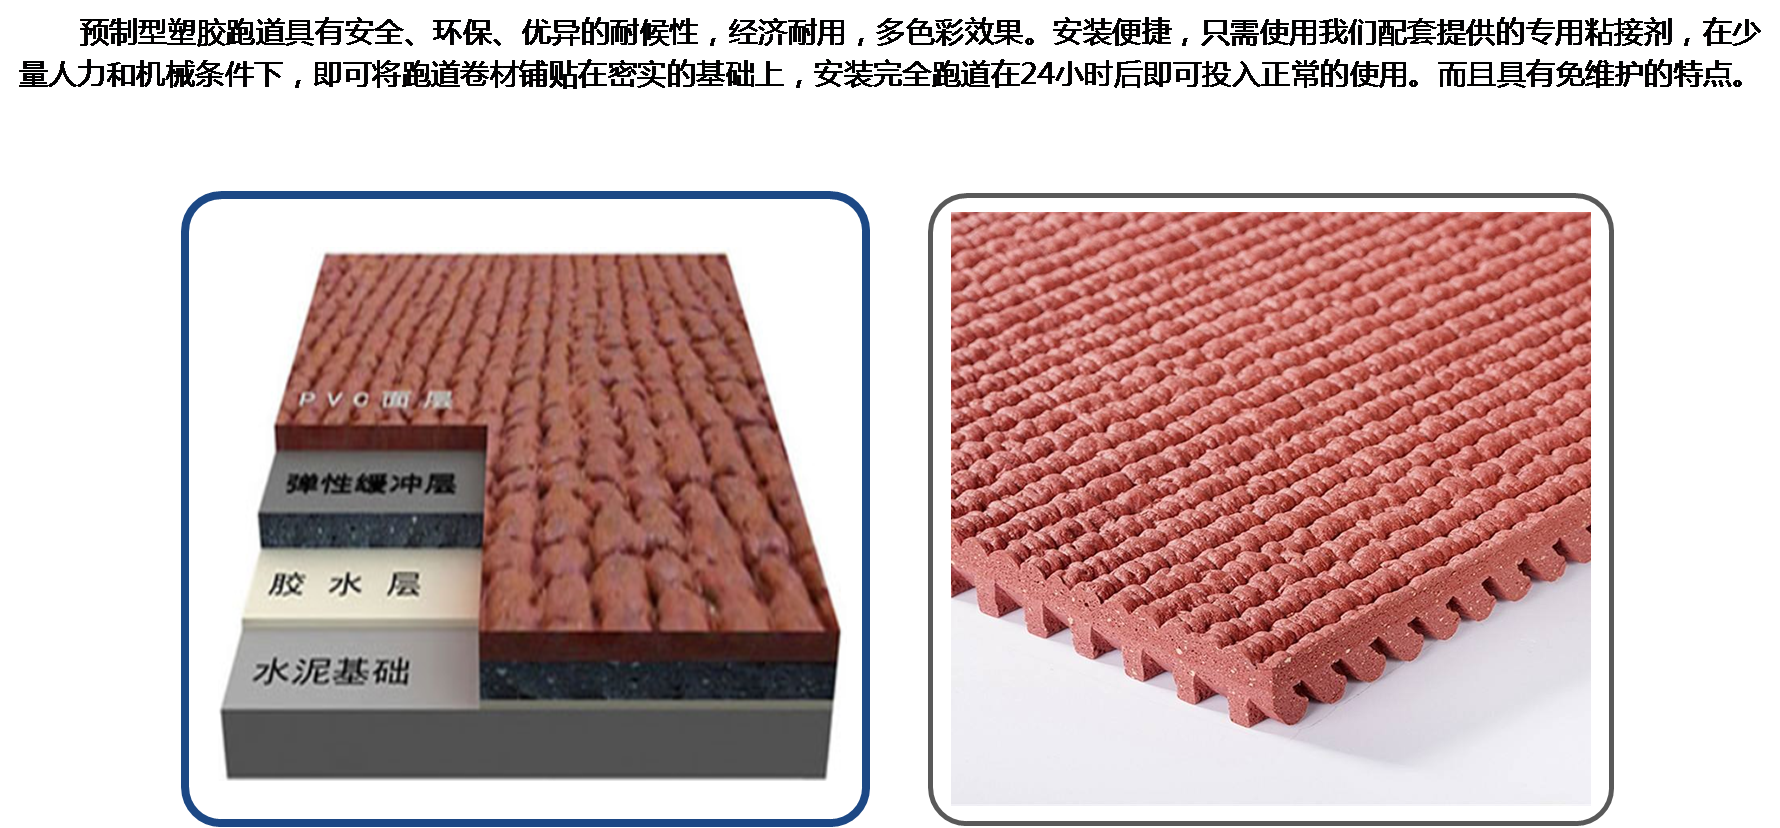 预制型塑胶跑道具有安全、环保、优异的耐候性，经济耐用，多色彩效果。安装便捷，只需使用我们配套提供的专用粘接剂，在少
量人力和机械条件下，即可将跑道卷材铺贴在密实的基础上，安装完全跑道在24小时后即可投入正常的使用。而且具有免维护的特点。
PVC面层
弹性缓冲层
胶水层
水泥基础